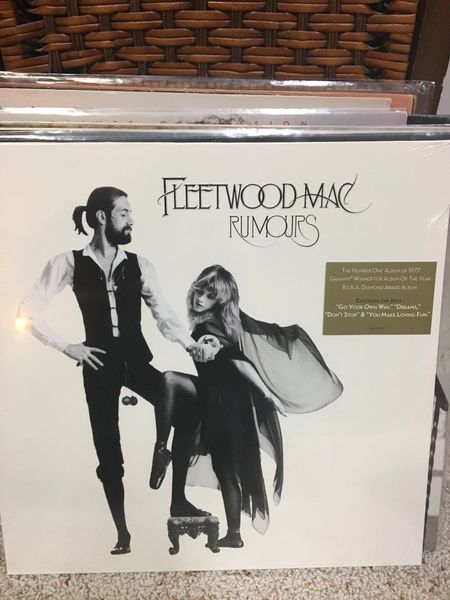 FLEETWOOD MAC
RUMOURS
THE NUMBER ONE ALBUM OF 1977
GRAMMY® WINNER FOR ALBUM OF THE YEAR
R.I.A.A. DIAMOND AWARD ALBUM
CONTAINS THE HITS
"GO YOUR OWN WAY," "DREAMS,"
"DON'T STOP" & "YOU MAKE LOVING FUN."